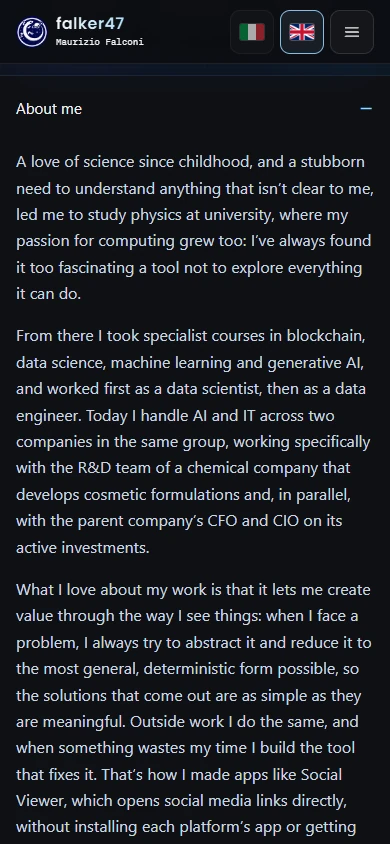 falker47
Maurizio Falconi
About me
A love of science since childhood, and a stubborn
need to understand anything that isn't clear to me,
led me to study physics at university, where my
passion for computing grew too: I've always found
it too fascinating a tool not to explore everything
it can do.
From there I took specialist courses in blockchain,
data science, machine learning and generative AI,
and worked first as a data scientist, then as a data
engineer. Today I handle AI and IT across two
companies in the same group, working specifically
with the R&D team of a chemical company that
develops cosmetic formulations and, in parallel,
with the parent company's CFO and CIO on its
active investments.
What I love about my work is that it lets me create
value through the way I see things: when I face a
problem, I always try to abstract it and reduce it to
the most general, deterministic form possible, so
the solutions that come out are as simple as they
are meaningful. Outside work I do the same, and
when something wastes my time I build the tool
that fixes it. That's how I made apps like Social
Viewer, which opens social media links directly,
without installing each platform's app or getting